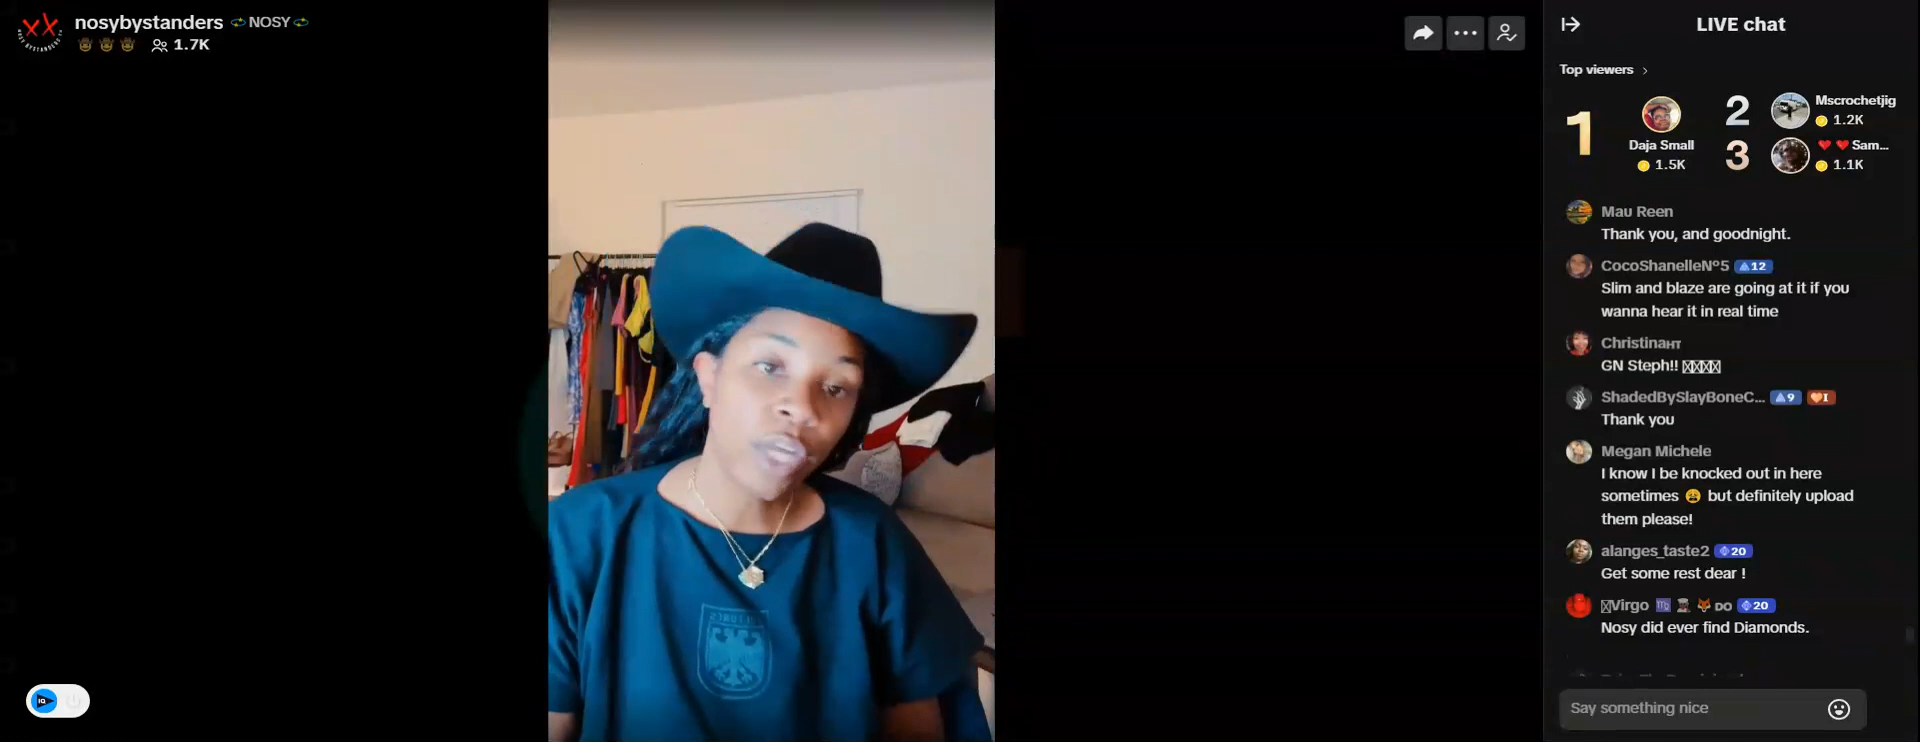 nosybystanders NOSY
1.7K
LIVE chat
Top viewers
1
Daja Small
1.5K
2
Mscrochetjig
1.2K
3
Sam...
1.1K
Mau Reen
Thank you, and goodnight.
CocoShanelleN°5 12
Slim and blaze are going at it if you
wanna hear it in real time
Christinaнт
GN Steph!!
ShadedBySlayBoneC... 9 I
Thank you
Megan Michele
I know I be knocked out in here
sometimes 😩 but definitely upload
them please!
alanges_taste2 20
Get some rest dear !
Virgo ♍ DO 20
Nosy did ever find Diamonds.
Say something nice